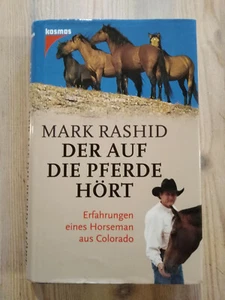 kosmos
MARK RASHID
DER AUF
DIE PFERDE
HÖRT
Erfahrungen
eines Horseman
aus Colorado